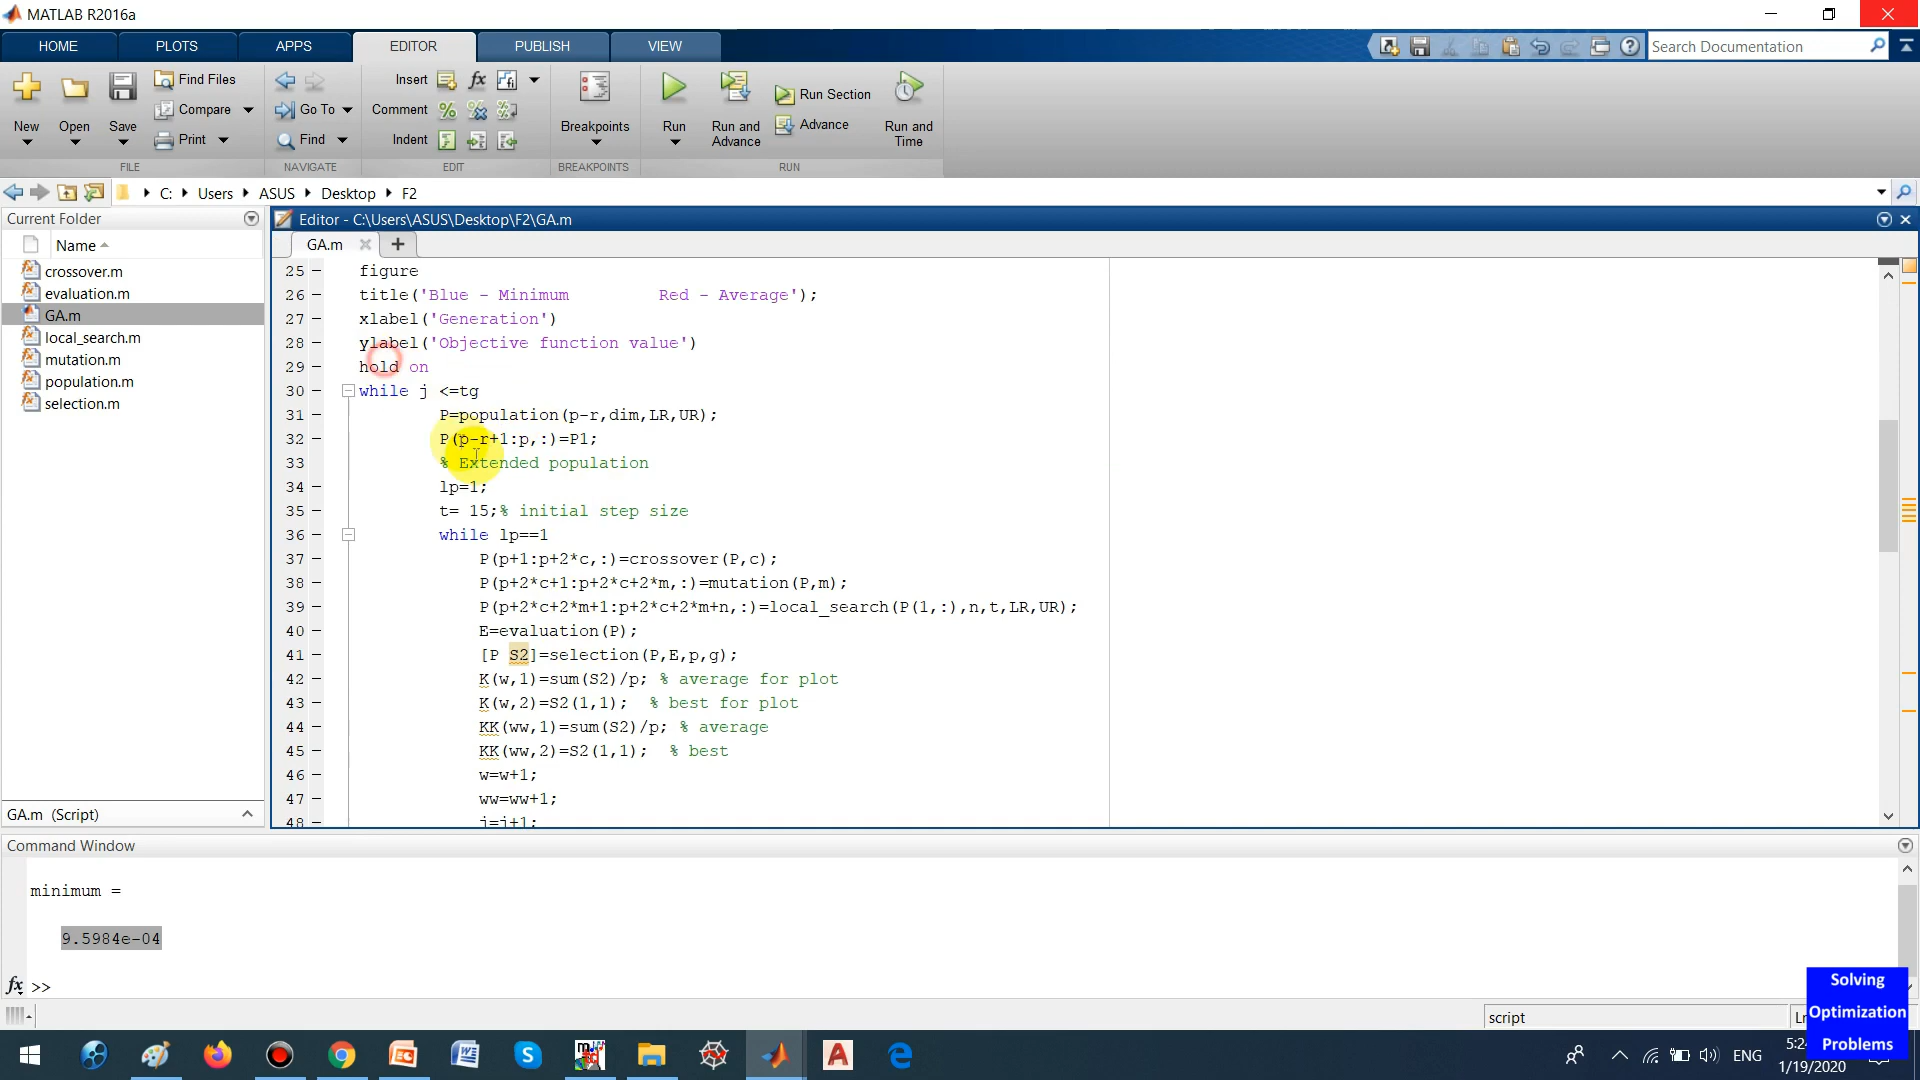 MATLAB R2016a
HOME PLOTS APPS EDITOR PUBLISH VIEW Search Documentation
New Open Save Find Files Compare Print
Go To Find
Insert fx Comment Indent
Breakpoints Run Run and Advance Run Section Advance Run and Time
FILE NAVIGATE EDIT BREAKPOINTS RUN
C: Users ASUS Desktop F2
Current Folder
Name
crossover.m
evaluation.m
GA.m
local_search.m
mutation.m
population.m
selection.m
GA.m (Script)
Editor - C:\Users\ASUS\Desktop\F2\GA.m
GA.m
25 figure
26 title('Blue - Minimum         Red - Average');
27 xlabel('Generation')
28 ylabel('Objective function value')
29 hold on
30 while j <=tg
31 P=population(p-r,dim,LR,UR);
32 P(p-r+1:p,:)=P1;
33 % Extended population
34 lp=1;
35 t= 15;% initial step size
36 while lp==1
37 P(p+1:p+2*c,:)=crossover(P,c);
38 P(p+2*c+1:p+2*c+2*m,:)=mutation(P,m);
39 P(p+2*c+2*m+1:p+2*c+2*m+n,:)=local_search(P(1,:),n,t,LR,UR);
40 E=evaluation(P);
41 [P S2]=selection(P,E,p,g);
42 K(w,1)=sum(S2)/p; % average for plot
43 K(w,2)=S2(1,1);  % best for plot
44 KK(ww,1)=sum(S2)/p; % average
45 KK(ww,2)=S2(1,1);  % best
46 w=w+1;
47 ww=ww+1;
48 j=j+1;
Command Window
minimum =
9.5984e-04
fx >>
script
Solving
Optimization
Problems
ENG
1/19/2020